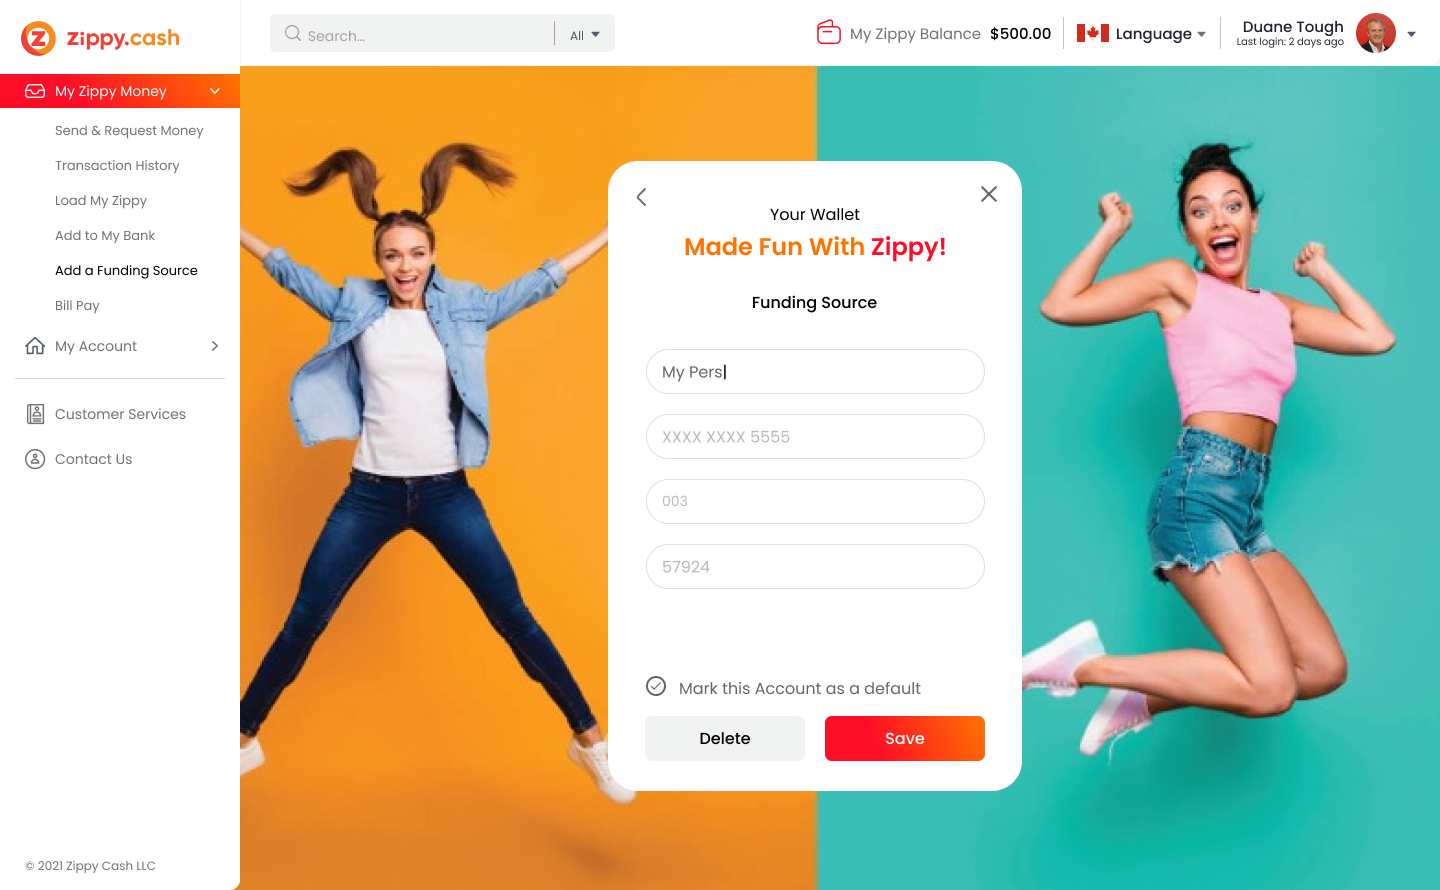 Zippy.cash
Search...
All
My Zippy Balance $500.00
Language
Duane Tough
Last login: 2 days ago
My Zippy Money
Send & Request Money
Transaction History
Load My Zippy
Add to My Bank
Add a Funding Source
Bill Pay
My Account
Customer Services
Contact Us
© 2021 Zippy Cash LLC
Your Wallet
Made Fun With Zippy!
Funding Source
My Pers
XXXX XXXX 5555
003
57924
Mark this Account as a default
Delete
Save